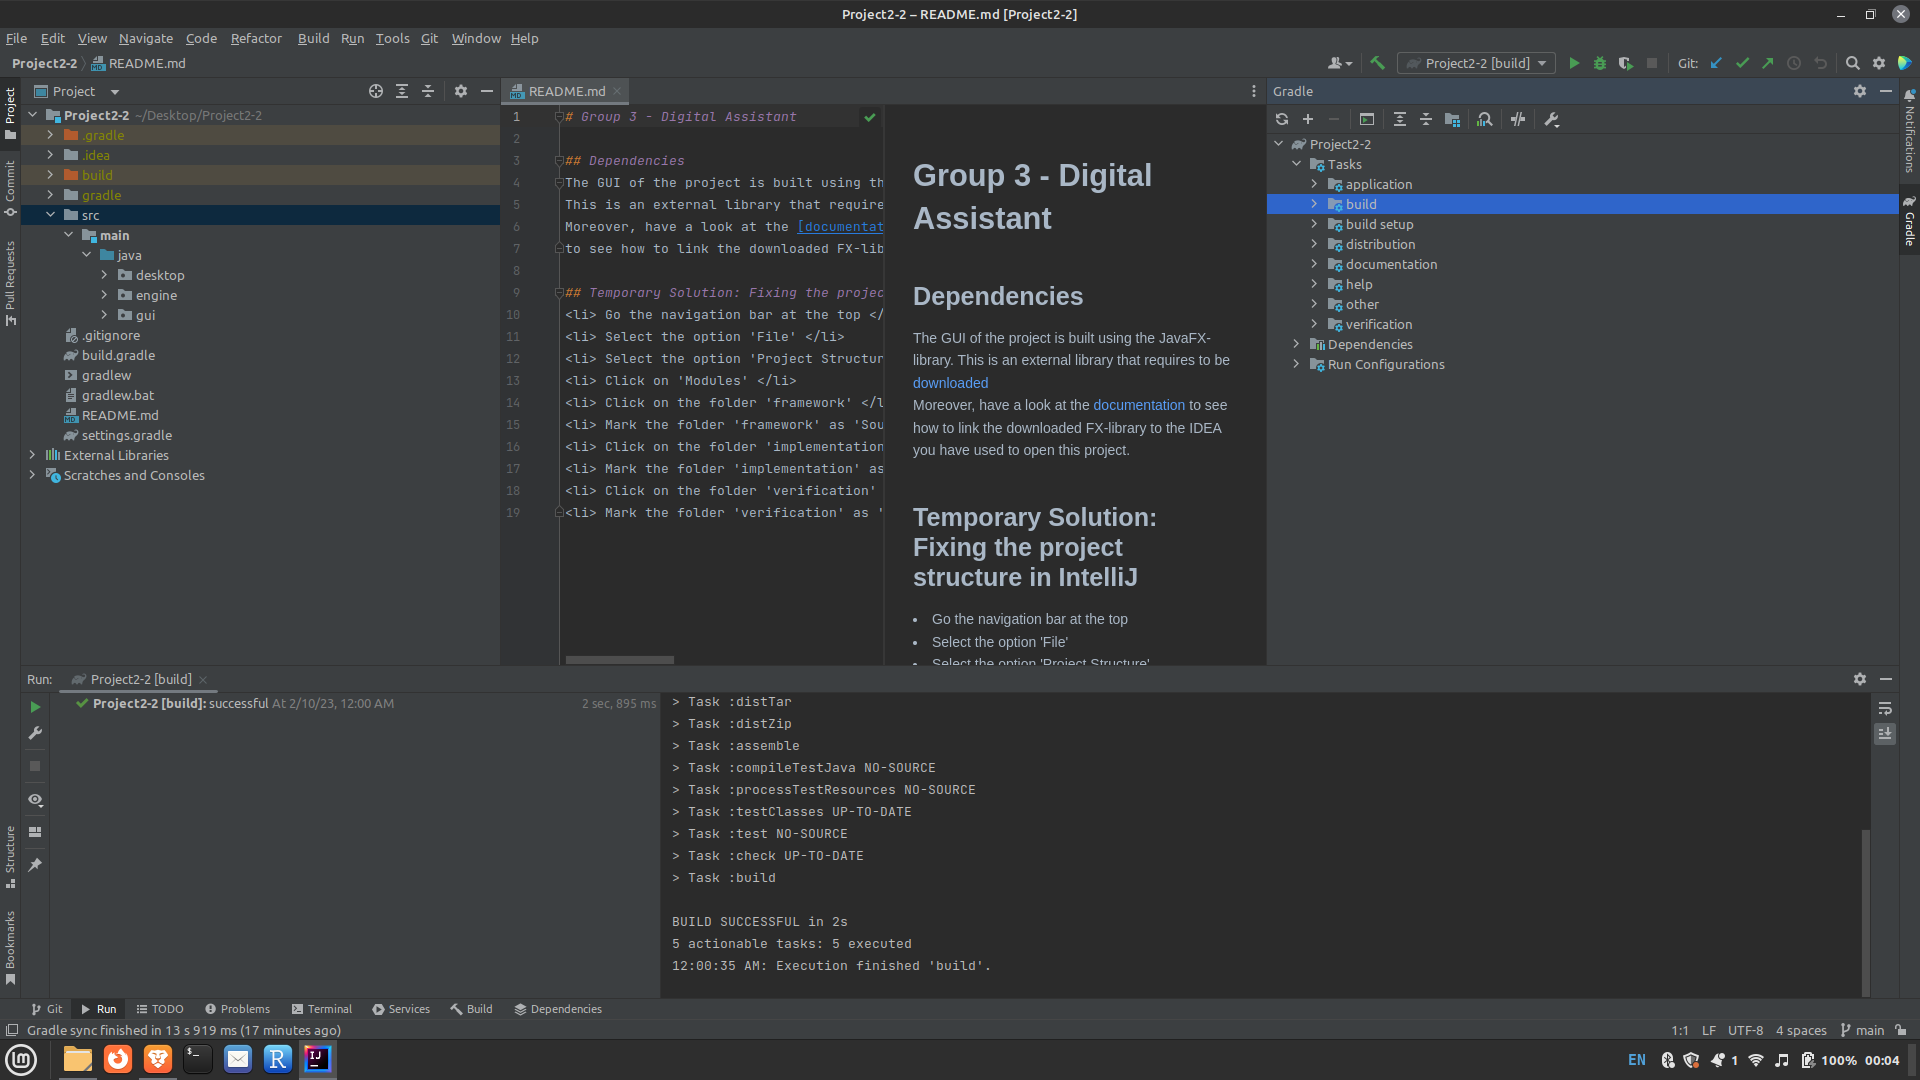 Project2-2 – README.md [Project2-2]
File Edit View Navigate Code Refactor Build Run Tools Git Window Help
Project2-2 README.md
Project2-2 [build] Git:
Project
README.md
Gradle
Project
Commit
Pull Requests
Structure
Bookmarks
Project2-2 ~/Desktop/Project2-2
.gradle
.idea
build
gradle
src
main
java
desktop
engine
gui
.gitignore
build.gradle
gradlew
gradlew.bat
README.md
settings.gradle
External Libraries
Scratches and Consoles
1 # Group 3 - Digital Assistant
2
3 ## Dependencies
4 The GUI of the project is built using th
5 This is an external library that require
6 Moreover, have a look at the [documentat
7 to see how to link the downloaded FX-lib
8
9 ## Temporary Solution: Fixing the projec
10 <li> Go the navigation bar at the top </
11 <li> Select the option 'File' </li>
12 <li> Select the option 'Project Structur
13 <li> Click on 'Modules' </li>
14 <li> Click on the folder 'framework' </l
15 <li> Mark the folder 'framework' as 'Sou
16 <li> Click on the folder 'implementation
17 <li> Mark the folder 'implementation' as
18 <li> Click on the folder 'verification'
19 <li> Mark the folder 'verification' as '
Group 3 - Digital
Assistant
Dependencies
The GUI of the project is built using the JavaFX-
library. This is an external library that requires to be
downloaded
Moreover, have a look at the documentation to see
how to link the downloaded FX-library to the IDEA
you have used to open this project.
Temporary Solution:
Fixing the project
structure in IntelliJ
• Go the navigation bar at the top
• Select the option 'File'
• Select the option 'Project Structure'
Project2-2
Tasks
application
build
build setup
distribution
documentation
help
other
verification
Dependencies
Run Configurations
Notifications
Gradle
Run: Project2-2 [build]
Project2-2 [build]: successful At 2/10/23, 12:00 AM 2 sec, 895 ms
> Task :distTar
> Task :distZip
> Task :assemble
> Task :compileTestJava NO-SOURCE
> Task :processTestResources NO-SOURCE
> Task :testClasses UP-TO-DATE
> Task :test NO-SOURCE
> Task :check UP-TO-DATE
> Task :build
BUILD SUCCESSFUL in 2s
5 actionable tasks: 5 executed
12:00:35 AM: Execution finished 'build'.
Git Run TODO Problems Terminal Services Build Dependencies
Gradle sync finished in 13 s 919 ms (17 minutes ago)
1:1 LF UTF-8 4 spaces main
EN 1 100% 00:04